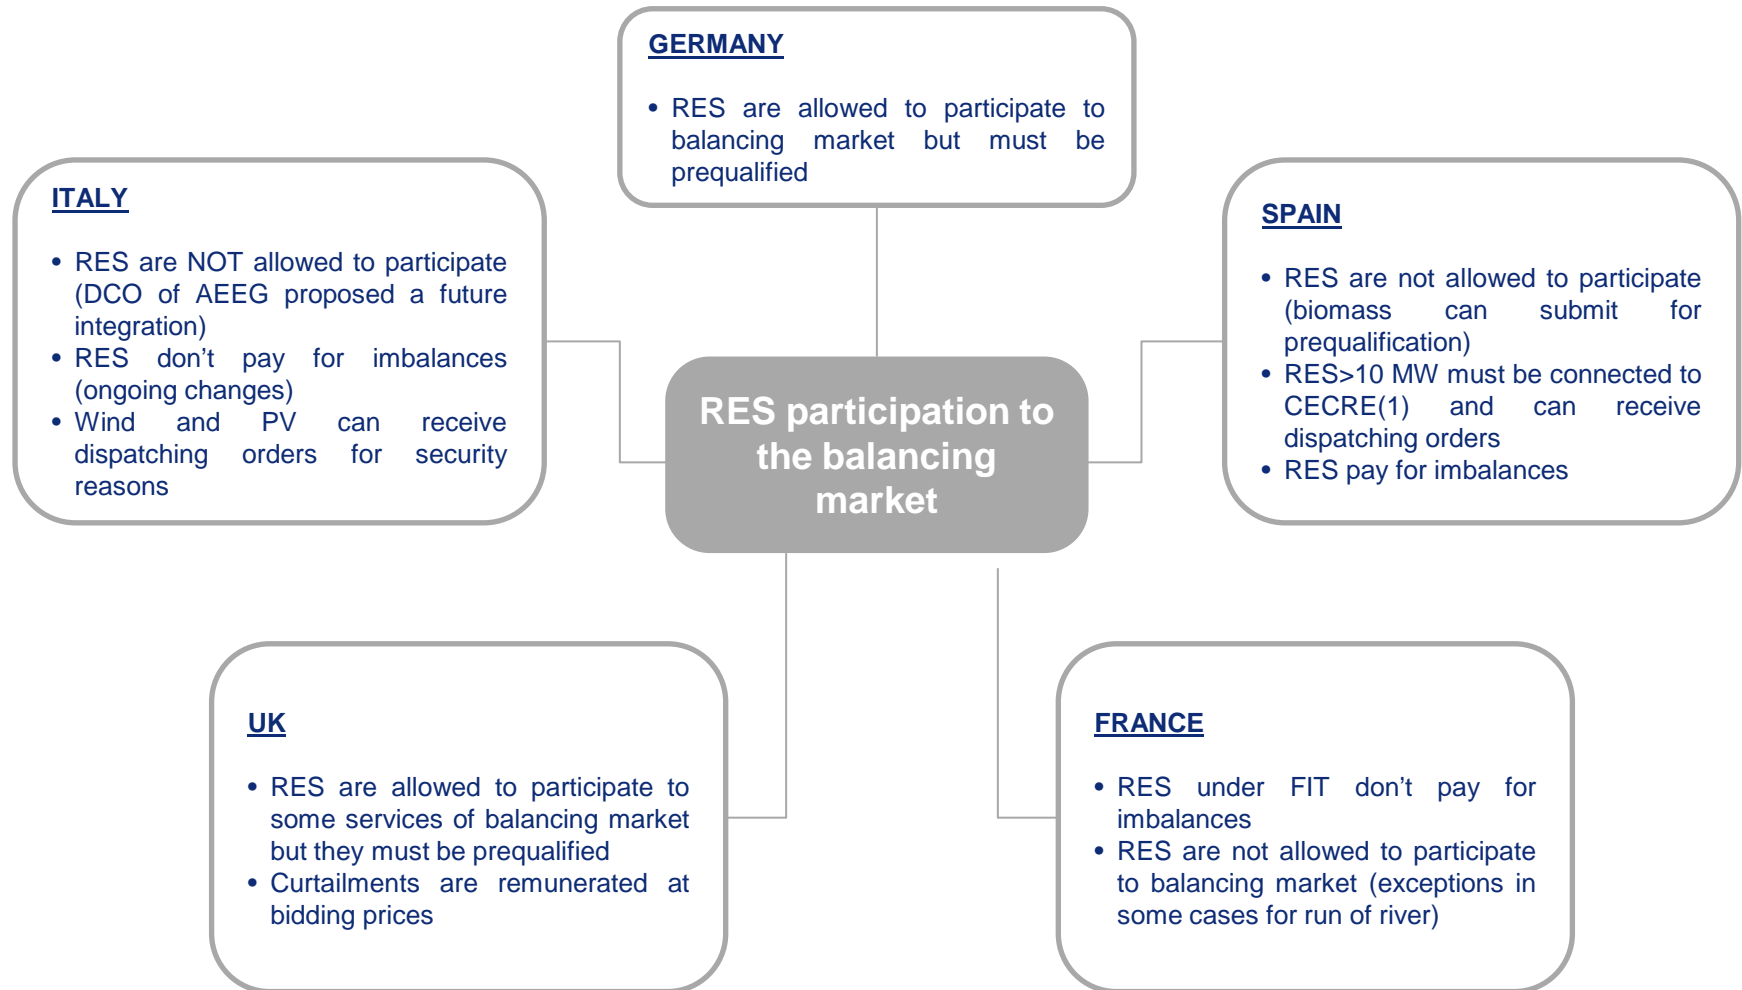 GERMANY
• RES are allowed to participate to
balancing market but must be
prequalified
ITALY
• RES are NOT allowed to participate
(DCO of AEEG proposed a future
integration)
• RES don’t pay for imbalances
(ongoing changes)
• Wind and PV can receive
dispatching orders for security
reasons
SPAIN
• RES are not allowed to participate
(biomass can submit for
prequalification)
• RES>10 MW must be connected to
CECRE(1) and can receive
dispatching orders
• RES pay for imbalances
RES participation to
the balancing
market
UK
• RES are allowed to participate to
some services of balancing market
but they must be prequalified
• Curtailments are remunerated at
bidding prices
FRANCE
• RES under FIT don’t pay for
imbalances
• RES are not allowed to participate
to balancing market (exceptions in
some cases for run of river)